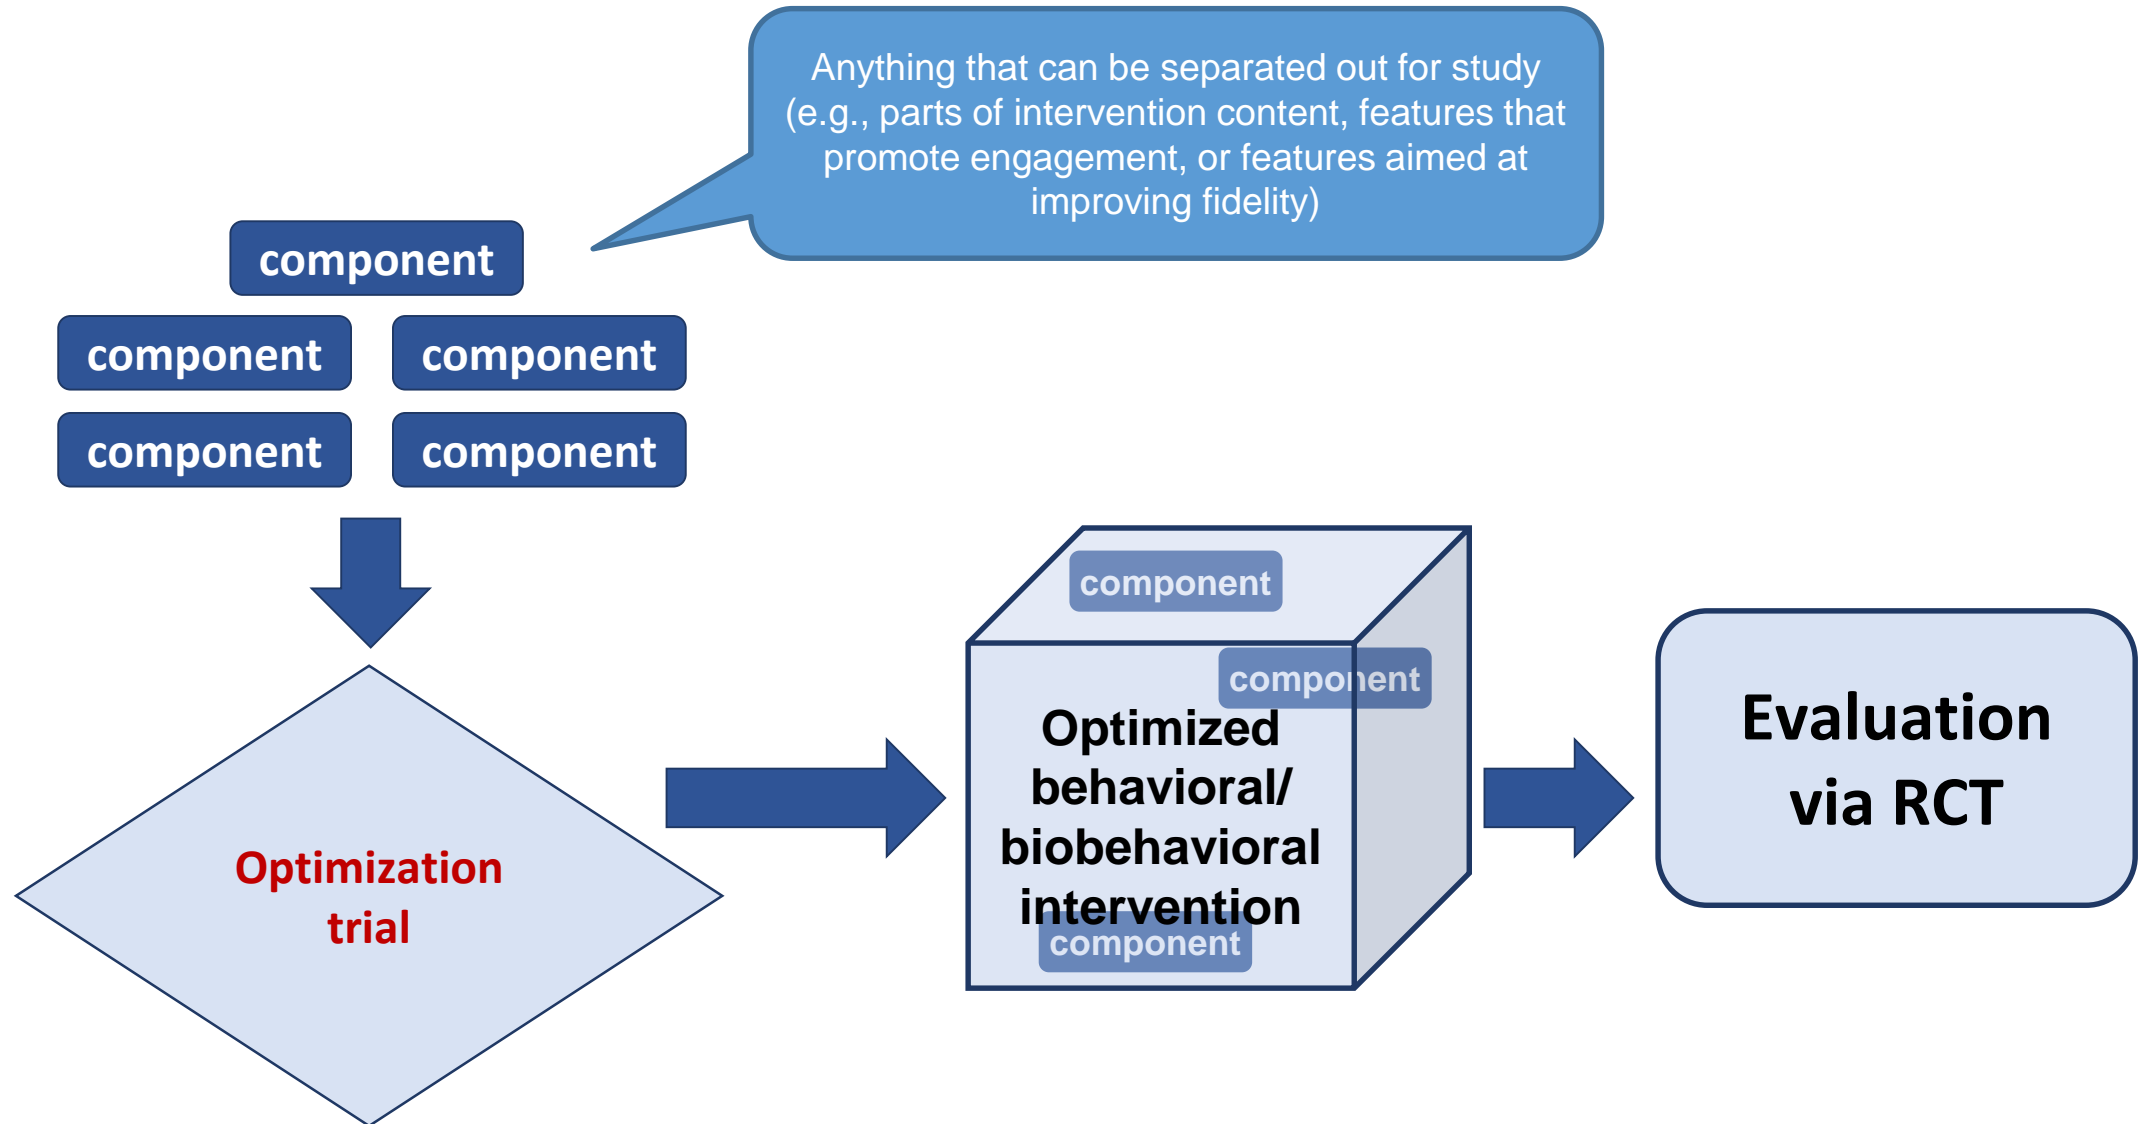 Anything that can be separated out for study
(e.g., parts of intervention content, features that
promote engagement, or features aimed at
improving fidelity)
component
component
component
component
component
Optimization
trial
component
component
Optimized
behavioral/
biobehavioral
intervention
component
Evaluation
via RCT